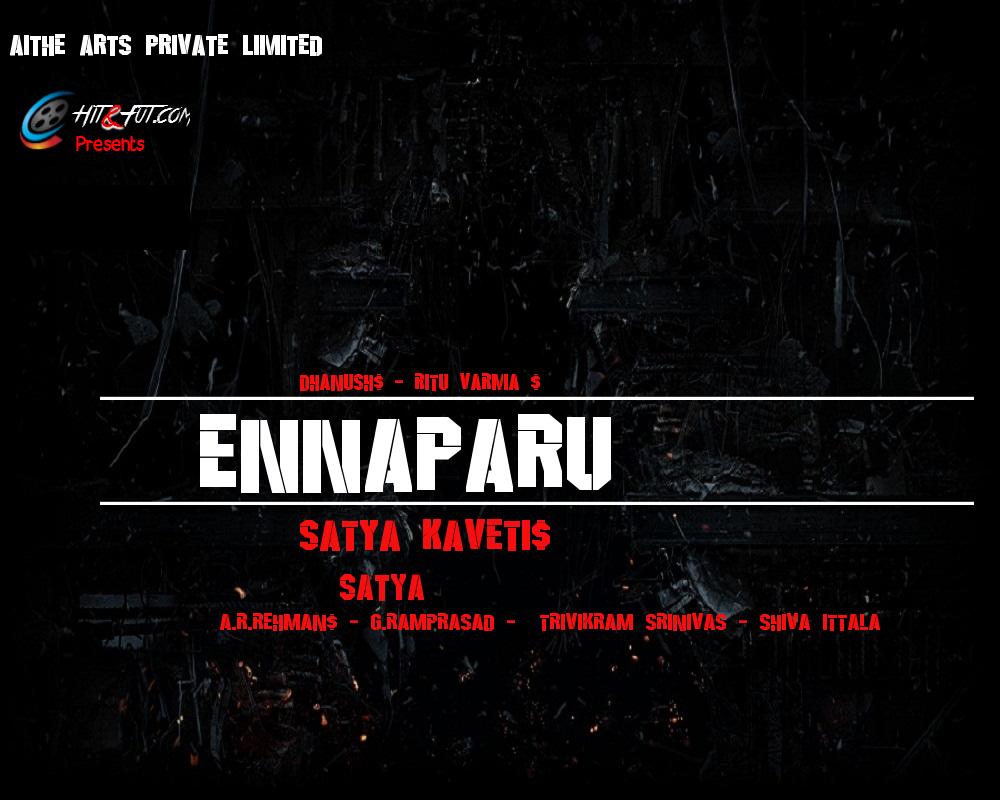 AITHE ARTS PRIVATE LIIMITED
HIT&FUT.COM
Presents
DHANUSH$ - RITU VARMA $
ENNAPARU
SATYA KAVETI$
SATYA
A.R.REHMAN$ - G.RAMPRASAD - TRIVIKRAM SRINIVAS - SHIVA ITTALA